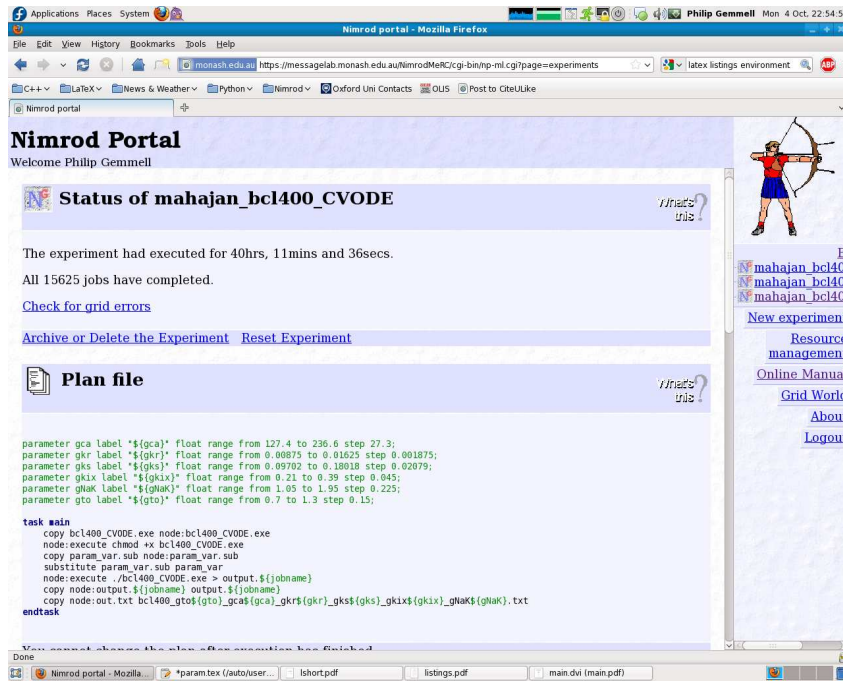 Applications Places System Philip Gemmell Mon 4 Oct, 22:54:5
Nimrod portal - Mozilla Firefox
File Edit View History Bookmarks Tools Help
monash.edu.au https://messagelab.monash.edu.au/NimrodMeRC/cgi-bin/np-ml.cgi?page=experiments latex listings environment ABP
C++ LaTeX News & Weather Python Nimrod Oxford Uni Contacts OUS Post to CiteULike
Nimrod portal
Nimrod Portal
Welcome Philip Gemmell
Status of mahajan_bcl400_CVODE
What's this?
The experiment had executed for 40hrs, 11mins and 36secs.
All 15625 jobs have completed.
Check for grid errors
Archive or Delete the Experiment Reset Experiment
Plan file
What's this?
parameter gca label "${gca}" float range from 127.4 to 236.6 step 27.3;
parameter gkr label "${gkr}" float range from 0.00875 to 0.01625 step 0.001875;
parameter gks label "${gks}" float range from 0.09702 to 0.18018 step 0.02079;
parameter gkix label "${gkix}" float range from 0.21 to 0.39 step 0.045;
parameter gNaK label "${gNaK}" float range from 1.05 to 1.95 step 0.225;
parameter gto label "${gto}" float range from 0.7 to 1.3 step 0.15;
task main
copy bcl400_CVODE.exe node:bcl400_CVODE.exe
node:execute chmod +x bcl400_CVODE.exe
copy param_var.sub node:param_var.sub
substitute param_var.sub param_var
node:execute ./bcl400_CVODE.exe > output.${jobname}
copy node:output.${jobname} output.${jobname}
copy node:out.txt bcl400_gto${gto}_gca${gca}_gkr${gkr}_gks${gks}_gkix${gkix}_gNaK${gNaK}.txt
endtask
You cannot change the plan after execution has finished
E
mahajan_bcl40
mahajan_bcl40
mahajan_bcl40
New experimen
Resource
managemen
Online Manua
Grid Worl
Abou
Logou
Done
Nimrod portal - Mozilla... *param.tex (/auto/user... lshort.pdf listings.pdf main.dvi (main.pdf)